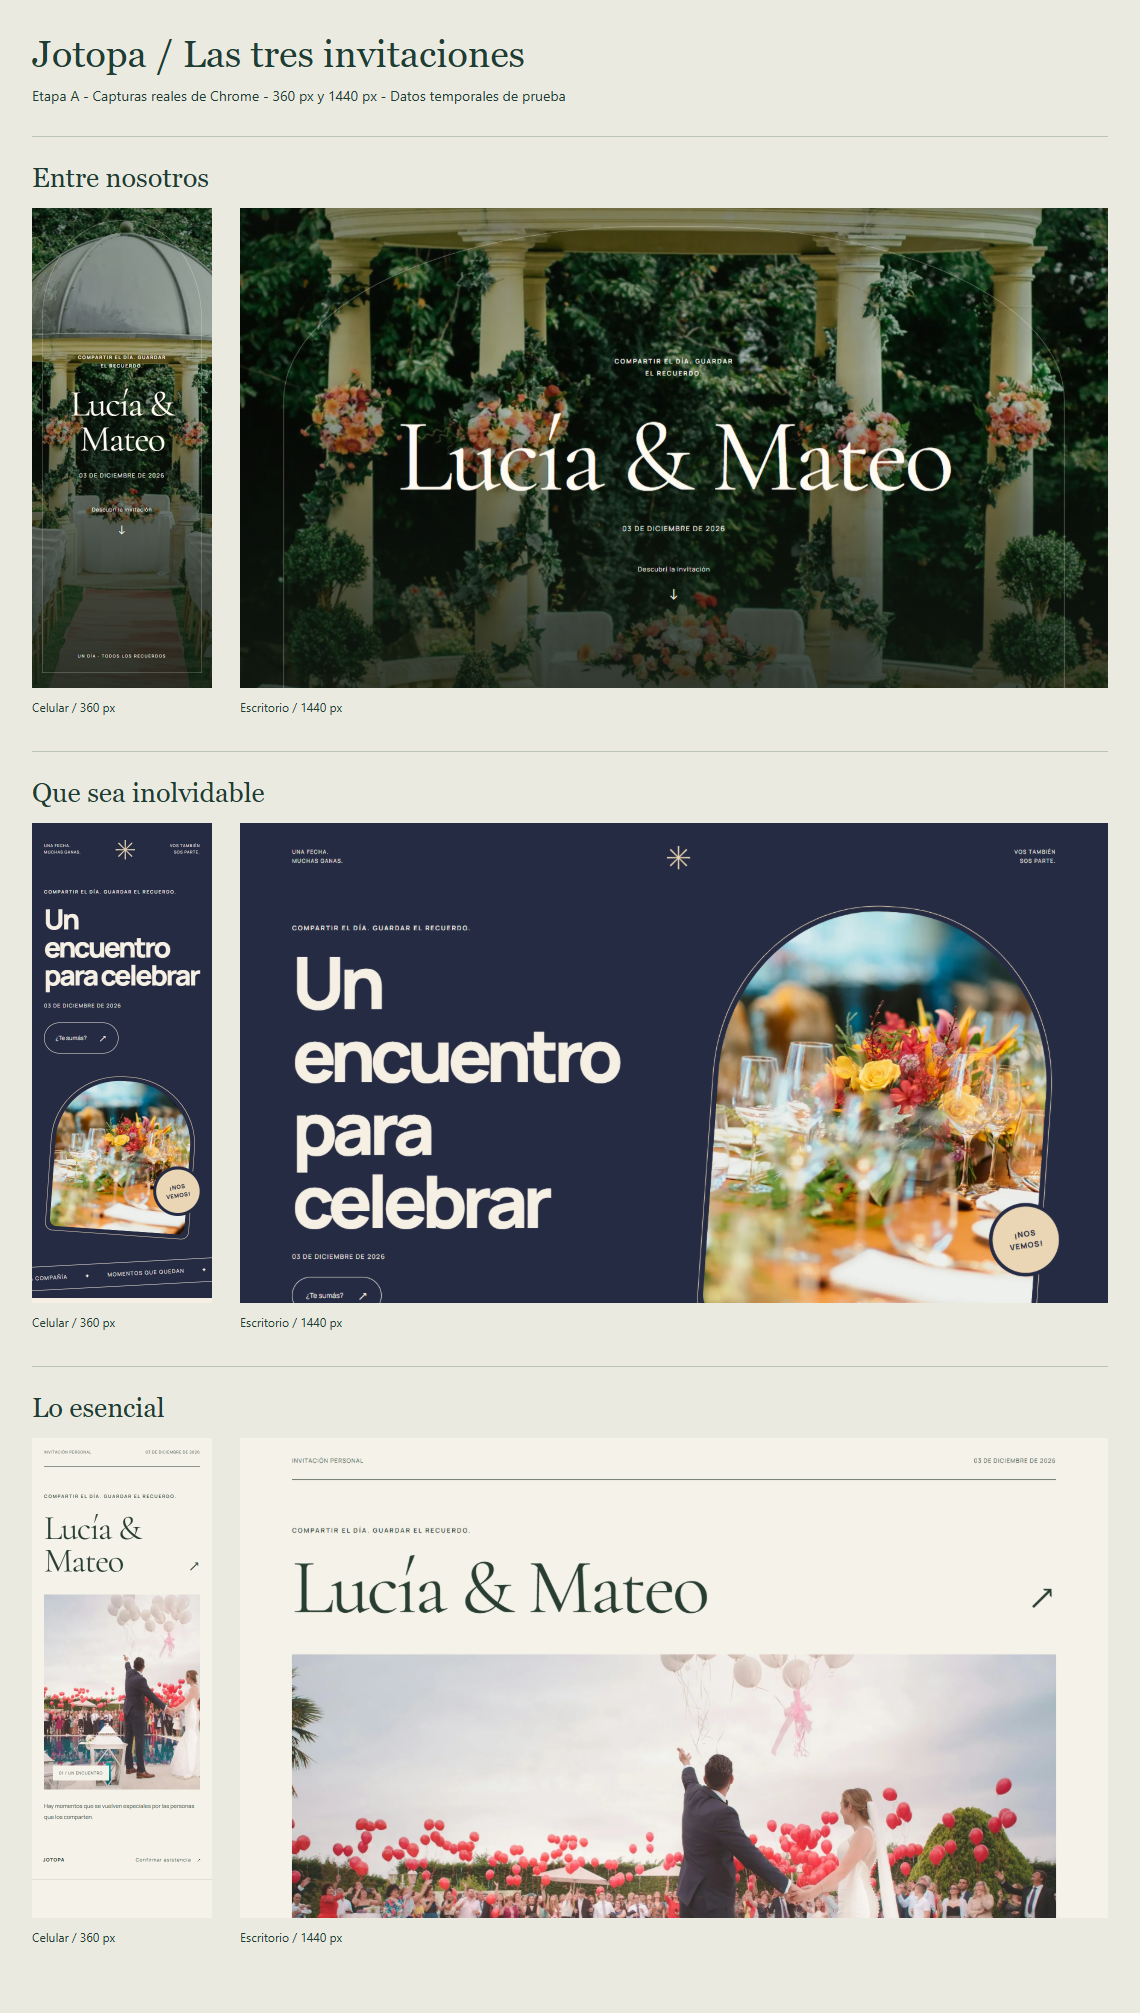 Jotopa / Las tres invitaciones
Etapa A - Capturas reales de Chrome - 360 px y 1440 px - Datos temporales de prueba
Entre nosotros
COMPARTIR EL DÍA. GUARDAR
EL RECUERDO.
Lucía &
Mateo
03 DE DICIEMBRE DE 2026
Descubrí la invitación
↓
UN DÍA · TODOS LOS RECUERDOS
COMPARTIR EL DÍA. GUARDAR
EL RECUERDO.
Lucía & Mateo
03 DE DICIEMBRE DE 2026
Descubrí la invitación
↓
Celular / 360 px
Escritorio / 1440 px
Que sea inolvidable
UNA FECHA.
MUCHAS GANAS.
VOS TAMBIÉN
SOS PARTE.
COMPARTIR EL DÍA. GUARDAR EL RECUERDO.
Un
encuentro
para celebrar
03 DE DICIEMBRE DE 2026
¿Te sumás? ↗
¡NOS
VEMOS!
COMPAÑÍA ✦ MOMENTOS QUE QUEDAN ✦
UNA FECHA.
MUCHAS GANAS.
VOS TAMBIÉN
SOS PARTE.
COMPARTIR EL DÍA. GUARDAR EL RECUERDO.
Un
encuentro
para
celebrar
03 DE DICIEMBRE DE 2026
¿Te sumás? ↗
¡NOS
VEMOS!
Celular / 360 px
Escritorio / 1440 px
Lo esencial
INVITACIÓN PERSONAL 03 DE DICIEMBRE DE 2026
COMPARTIR EL DÍA. GUARDAR EL RECUERDO.
Lucía &
Mateo ↗
01 / UN ENCUENTRO
Hay momentos que se vuelven especiales por las personas
que los comparten.
JOTOPA Confirmar asistencia ↗
INVITACIÓN PERSONAL 03 DE DICIEMBRE DE 2026
COMPARTIR EL DÍA. GUARDAR EL RECUERDO.
Lucía & Mateo ↗
Celular / 360 px
Escritorio / 1440 px